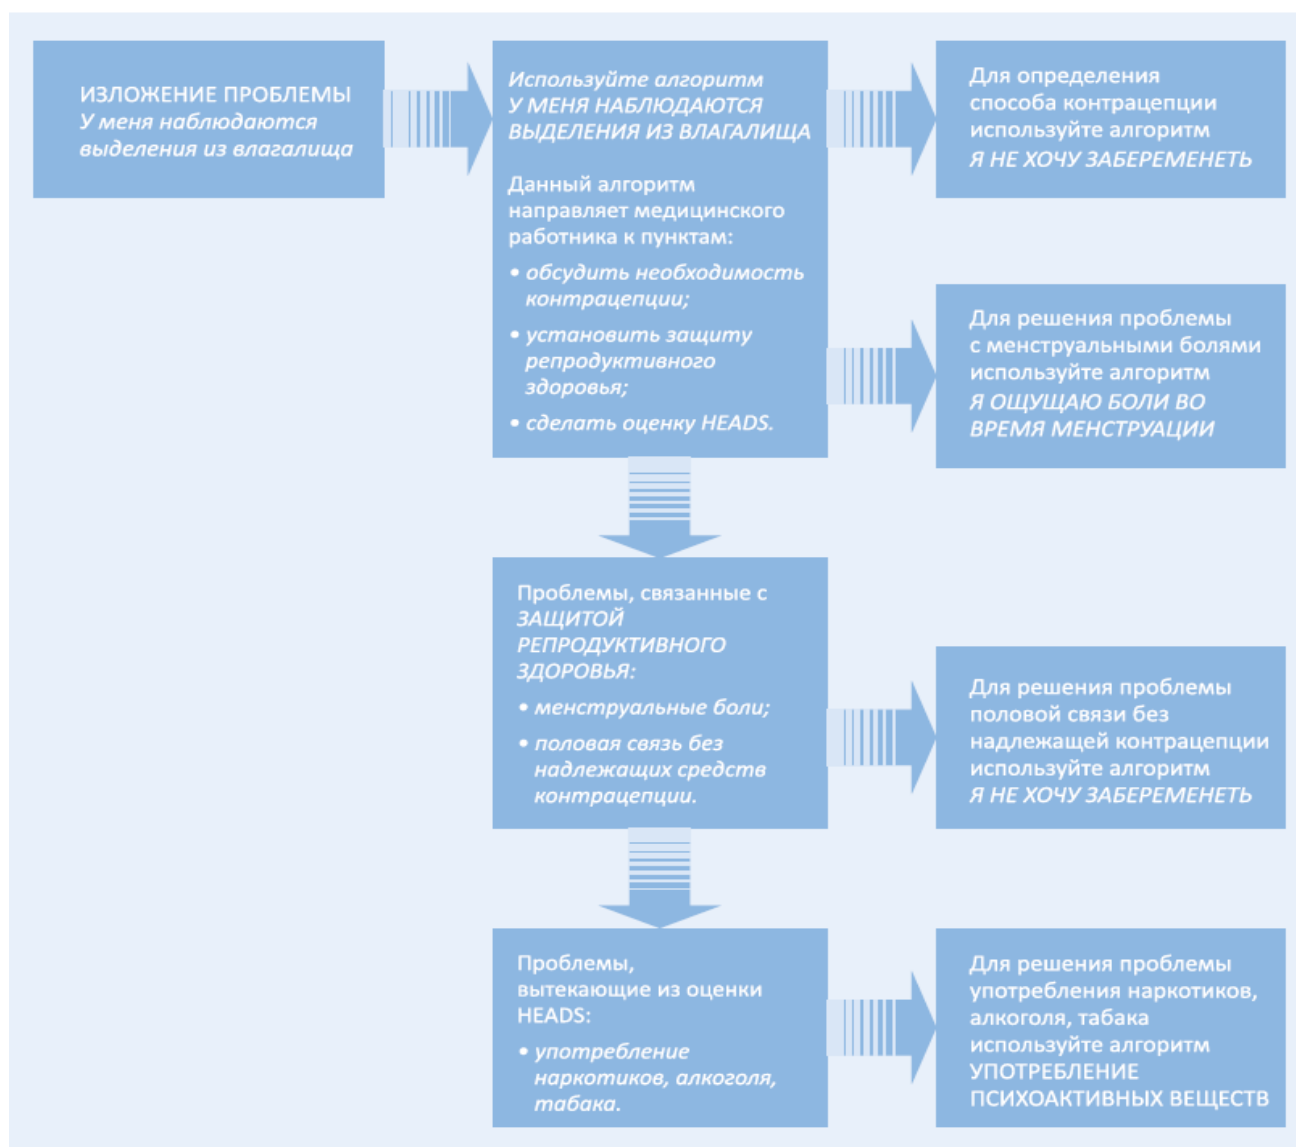 ИЗЛОЖЕНИЕ ПРОБЛЕМЫ
У меня наблюдаются
выделения из влагалища
Используйте алгоритм
У МЕНЯ НАБЛЮДАЮТСЯ
ВЫДЕЛЕНИЯ ИЗ ВЛАГАЛИЩА
Данный алгоритм
направляет медицинского
работника к пунктам:
• обсудить необходимость
контрацепции;
• установить защиту
репродуктивного
здоровья;
• сделать оценку HEADS.
Для определения
способа контрацепции
используйте алгоритм
Я НЕ ХОЧУ ЗАБЕРЕМЕНЕТЬ
Для решения проблемы
с менструальными болями
используйте алгоритм
Я ОЩУЩАЮ БОЛИ ВО
ВРЕМЯ МЕНСТРУАЦИИ
Проблемы, связанные с
ЗАЩИТОЙ
РЕПРОДУКТИВНОГО
ЗДОРОВЬЯ:
• менструальные боли;
• половая связь без
надлежащих средств
контрацепции.
Для решения проблемы
половой связи без
надлежащей контрацепции
используйте алгоритм
Я НЕ ХОЧУ ЗАБЕРЕМЕНЕТЬ
Проблемы,
вытекающие из оценки
HEADS:
• употребление
наркотиков, алкоголя,
табака.
Для решения проблемы
употребления наркотиков,
алкоголя, табака
используйте алгоритм
УПОТРЕБЛЕНИЕ
ПСИХОАКТИВНЫХ ВЕЩЕСТВ